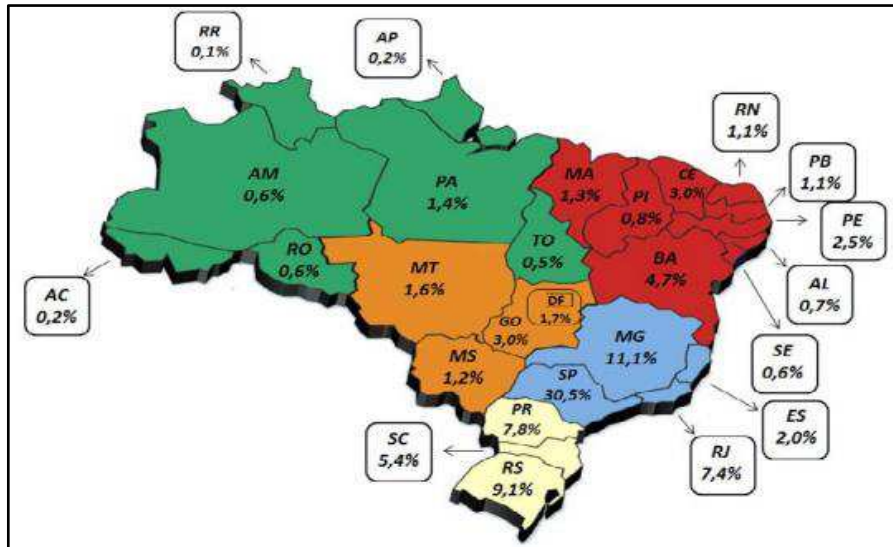 RR
0,1%
AP
0,2%
RN
1,1%
PB
1,1%
PE
2,5%
AL
0,7%
SE
0,6%
ES
2,0%
RJ
7,4%
AM
0,6%
PA
1,4%
MA
1,3%
CE
3,0%
PI
0,8%
AC
0,2%
RO
0,6%
TO
0,5%
BA
4,7%
MT
1,6%
DF
1,7%
GO
3,0%
MG
11,1%
MS
1,2%
SP
30,5%
PR
7,8%
SC
5,4%
RS
9,1%